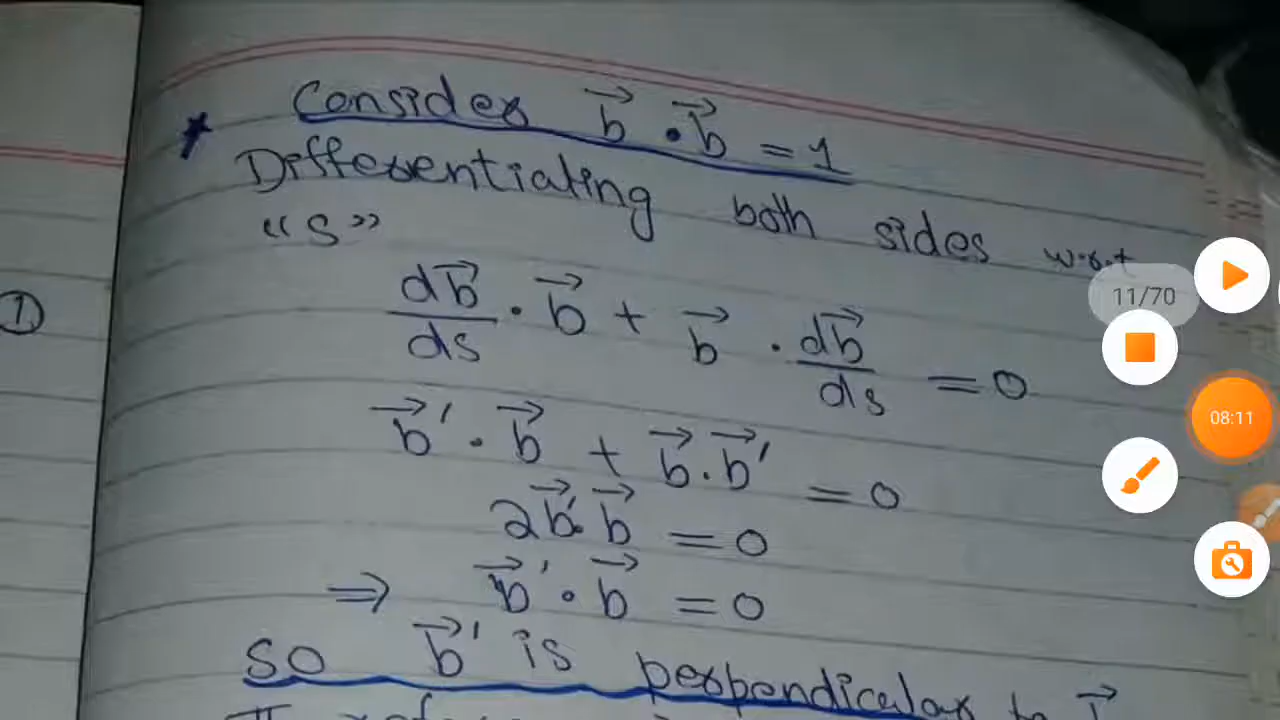 Consider b⃗ · b⃗ = 1
* Differentiating both sides w.r.t
"s"
db⃗/ds · b⃗ + b⃗ · db⃗/ds = 0
①
b⃗' · b⃗ + b⃗ · b⃗' = 0
2b⃗'· b⃗ = 0
⇒ b⃗' · b⃗ = 0
so b⃗' is perpendicular to
11/70
08:11